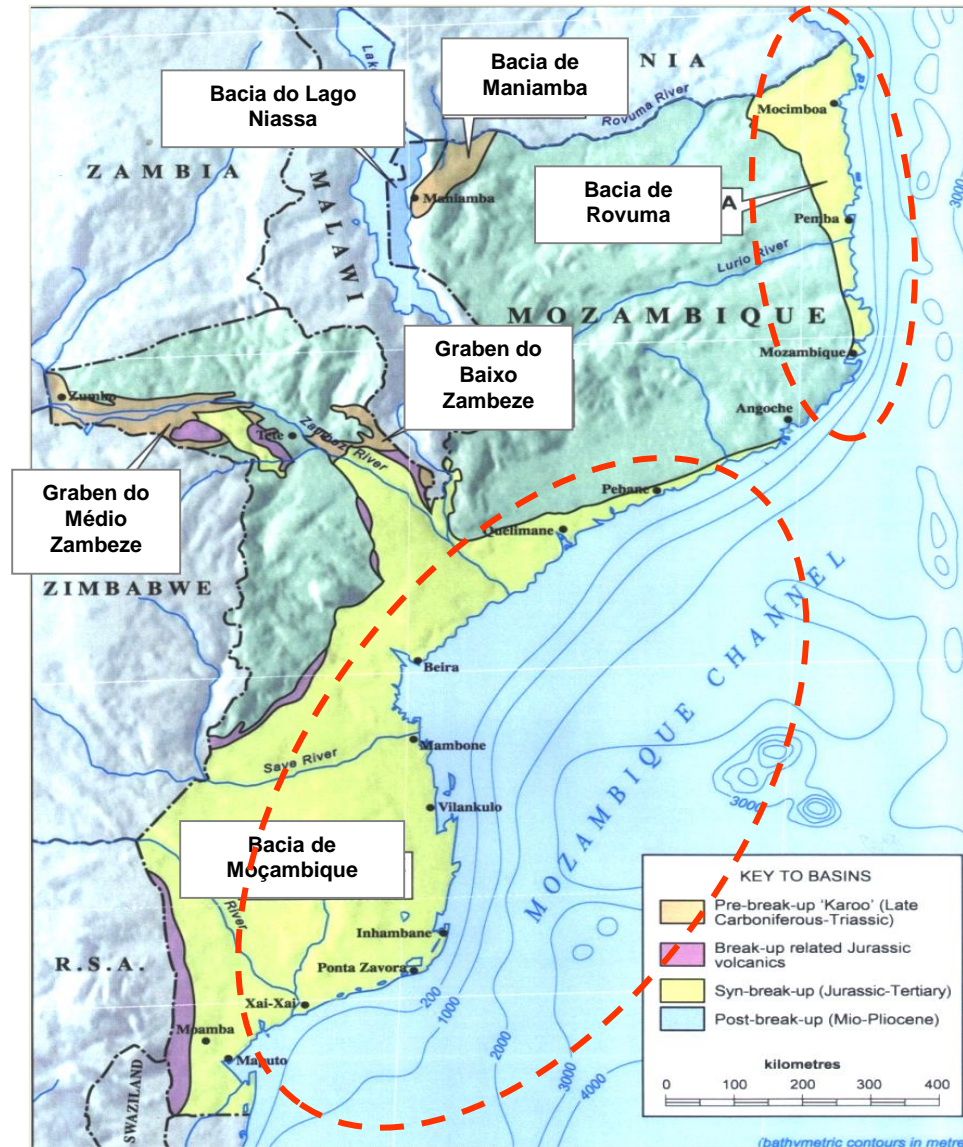 Bacia de
Maniamba
NIA
Bacia do Lago
Niassa
Lake
Rovuma River
Mocimboa
ZAMBIA
MALAWI
Maniamba
Bacia de
Rovuma
A
Pemba
3000
Lurio River
MOZAMBIQUE
Graben do
Baixo
Zambeze
Mozambique
Zumbo
Angoche
Tete
Zambezi River
Graben do
Médio
Zambeze
Pebane
Quelimane
ZIMBABWE
MOZAMBIQUE CHANNEL
Beira
Save River
Mambone
3000
Vilankulo
Bacia de
Moçambique
River
Inhambane
R.S.A.
Ponta Zavora
Xai-Xai
200
1000
2000
3000
4000
Moamba
Maputo
SWAZILAND
KEY TO BASINS
Pre-break-up 'Karoo' (Late
Carboniferous-Triassic)
Break-up related Jurassic
volcanics
Syn-break-up (Jurassic-Tertiary)
Post-break-up (Mio-Pliocene)
kilometres
0 100 200 300 400
(bathymetric contours in metre